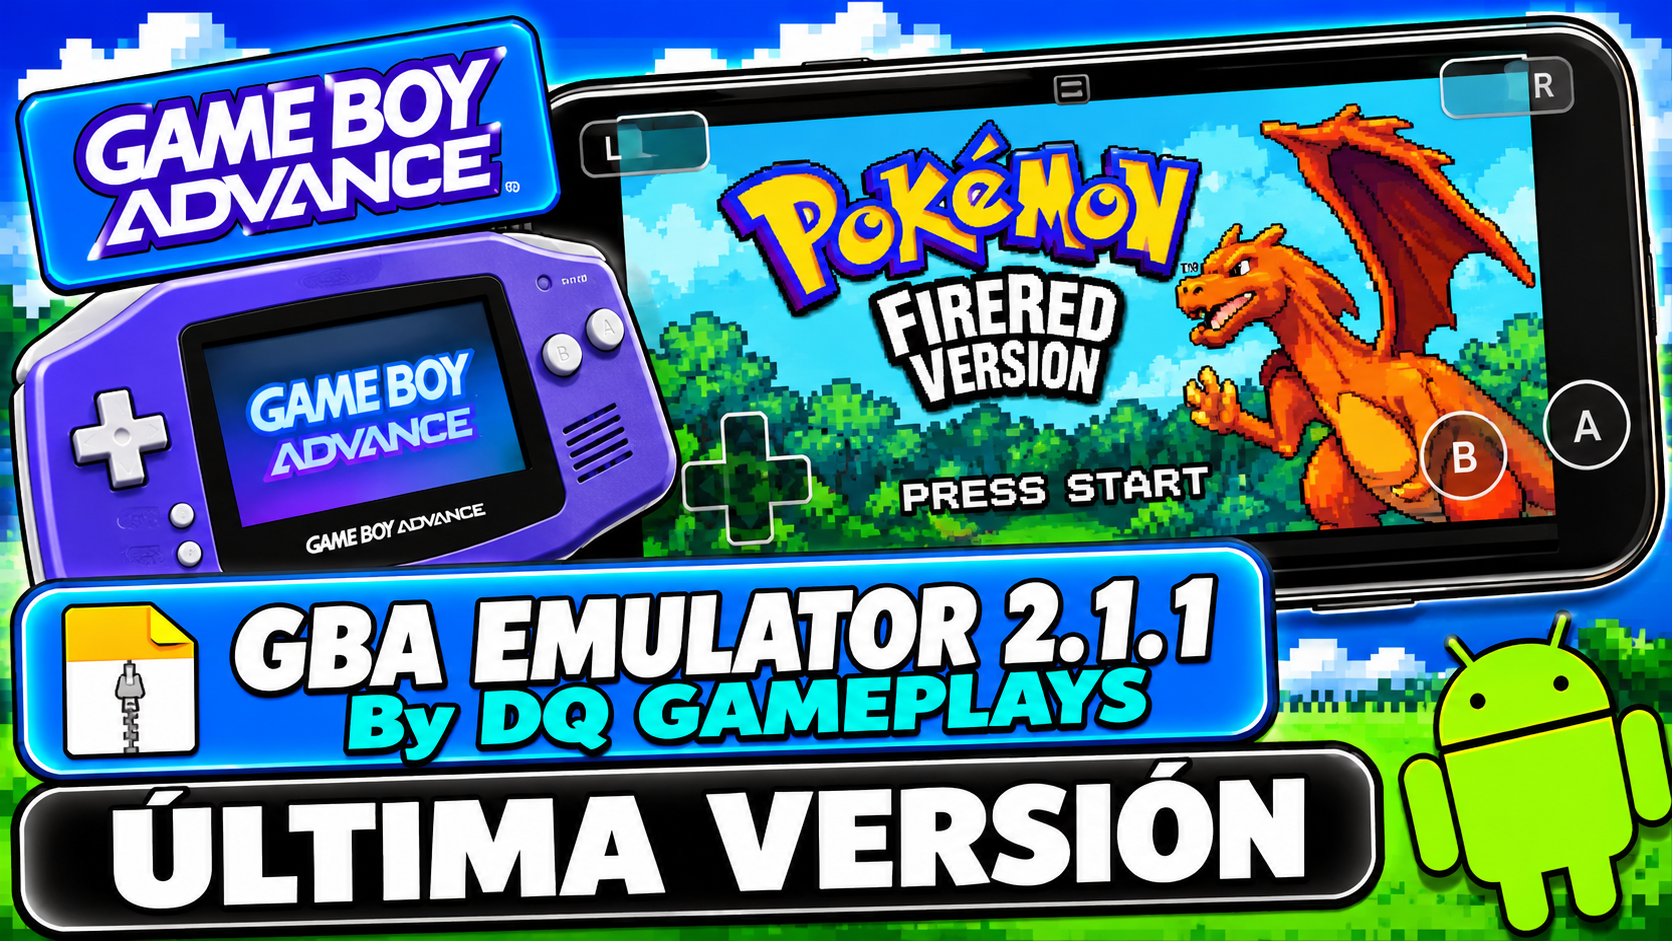 GAME BOY
ADVANCE
GAME BOY
ADVANCE
GAME BOY ADVANCE
B
A
L
R
POKéMON
TM
FIRERED
VERSION
PRESS START
B
A
GBA EMULATOR 2.1.1
By DQ GAMEPLAYS
ÚLTIMA VERSIÓN